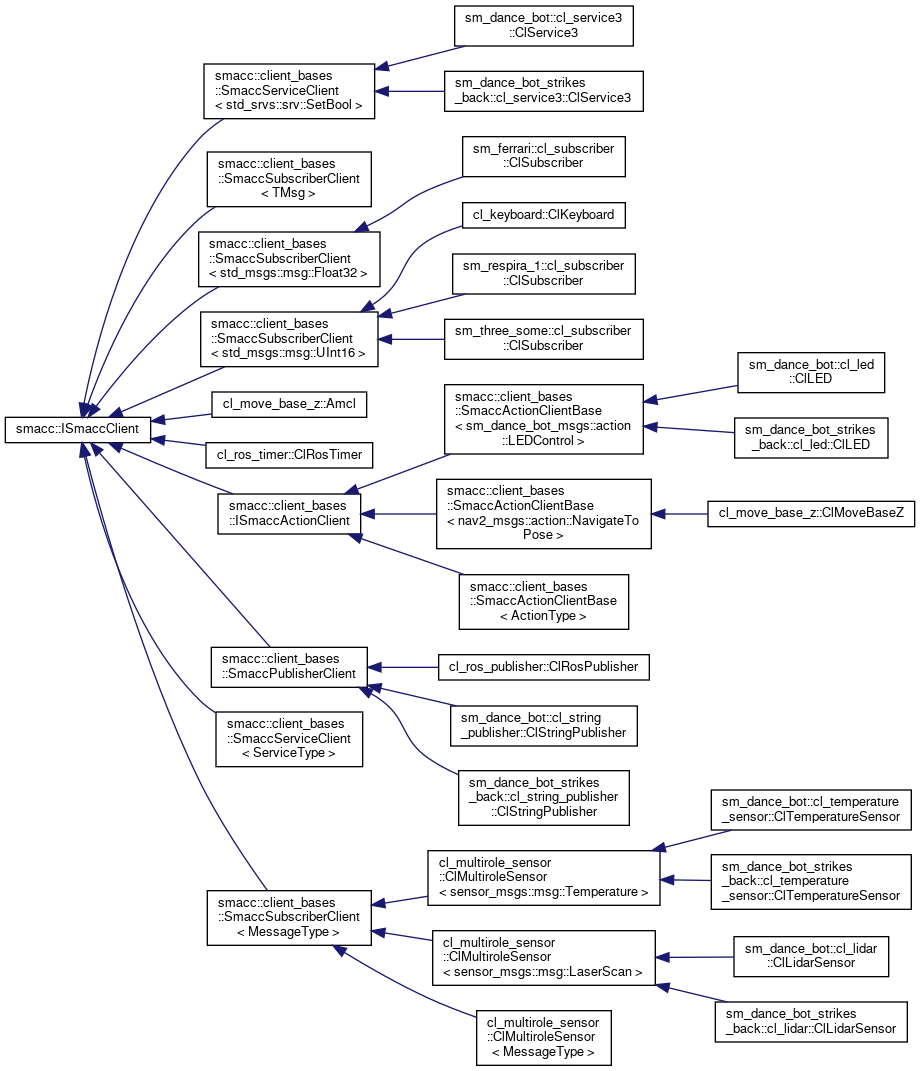 smacc::ISmaccClient
smacc::client_bases
::SmaccServiceClient
< std_srvs::srv::SetBool >
smacc::client_bases
::SmaccSubscriberClient
< TMsg >
smacc::client_bases
::SmaccSubscriberClient
< std_msgs::msg::Float32 >
smacc::client_bases
::SmaccSubscriberClient
< std_msgs::msg::UInt16 >
cl_move_base_z::Amcl
cl_ros_timer::ClRosTimer
smacc::client_bases
::ISmaccActionClient
smacc::client_bases
::SmaccPublisherClient
smacc::client_bases
::SmaccServiceClient
< ServiceType >
smacc::client_bases
::SmaccSubscriberClient
< MessageType >
sm_dance_bot::cl_service3
::ClService3
sm_dance_bot_strikes
_back::cl_service3::ClService3
sm_ferrari::cl_subscriber
::ClSubscriber
cl_keyboard::ClKeyboard
sm_respira_1::cl_subscriber
::ClSubscriber
sm_three_some::cl_subscriber
::ClSubscriber
smacc::client_bases
::SmaccActionClientBase
< sm_dance_bot_msgs::action
::LEDControl >
smacc::client_bases
::SmaccActionClientBase
< nav2_msgs::action::NavigateTo
Pose >
smacc::client_bases
::SmaccActionClientBase
< ActionType >
cl_ros_publisher::ClRosPublisher
sm_dance_bot::cl_string
_publisher::ClStringPublisher
sm_dance_bot_strikes
_back::cl_string_publisher
::ClStringPublisher
cl_multirole_sensor
::ClMultiroleSensor
< sensor_msgs::msg::Temperature >
cl_multirole_sensor
::ClMultiroleSensor
< sensor_msgs::msg::LaserScan >
cl_multirole_sensor
::ClMultiroleSensor
< MessageType >
sm_dance_bot::cl_led
::ClLED
sm_dance_bot_strikes
_back::cl_led::ClLED
cl_move_base_z::ClMoveBaseZ
sm_dance_bot::cl_temperature
_sensor::ClTemperatureSensor
sm_dance_bot_strikes
_back::cl_temperature
_sensor::ClTemperatureSensor
sm_dance_bot::cl_lidar
::ClLidarSensor
sm_dance_bot_strikes
_back::cl_lidar::ClLidarSensor